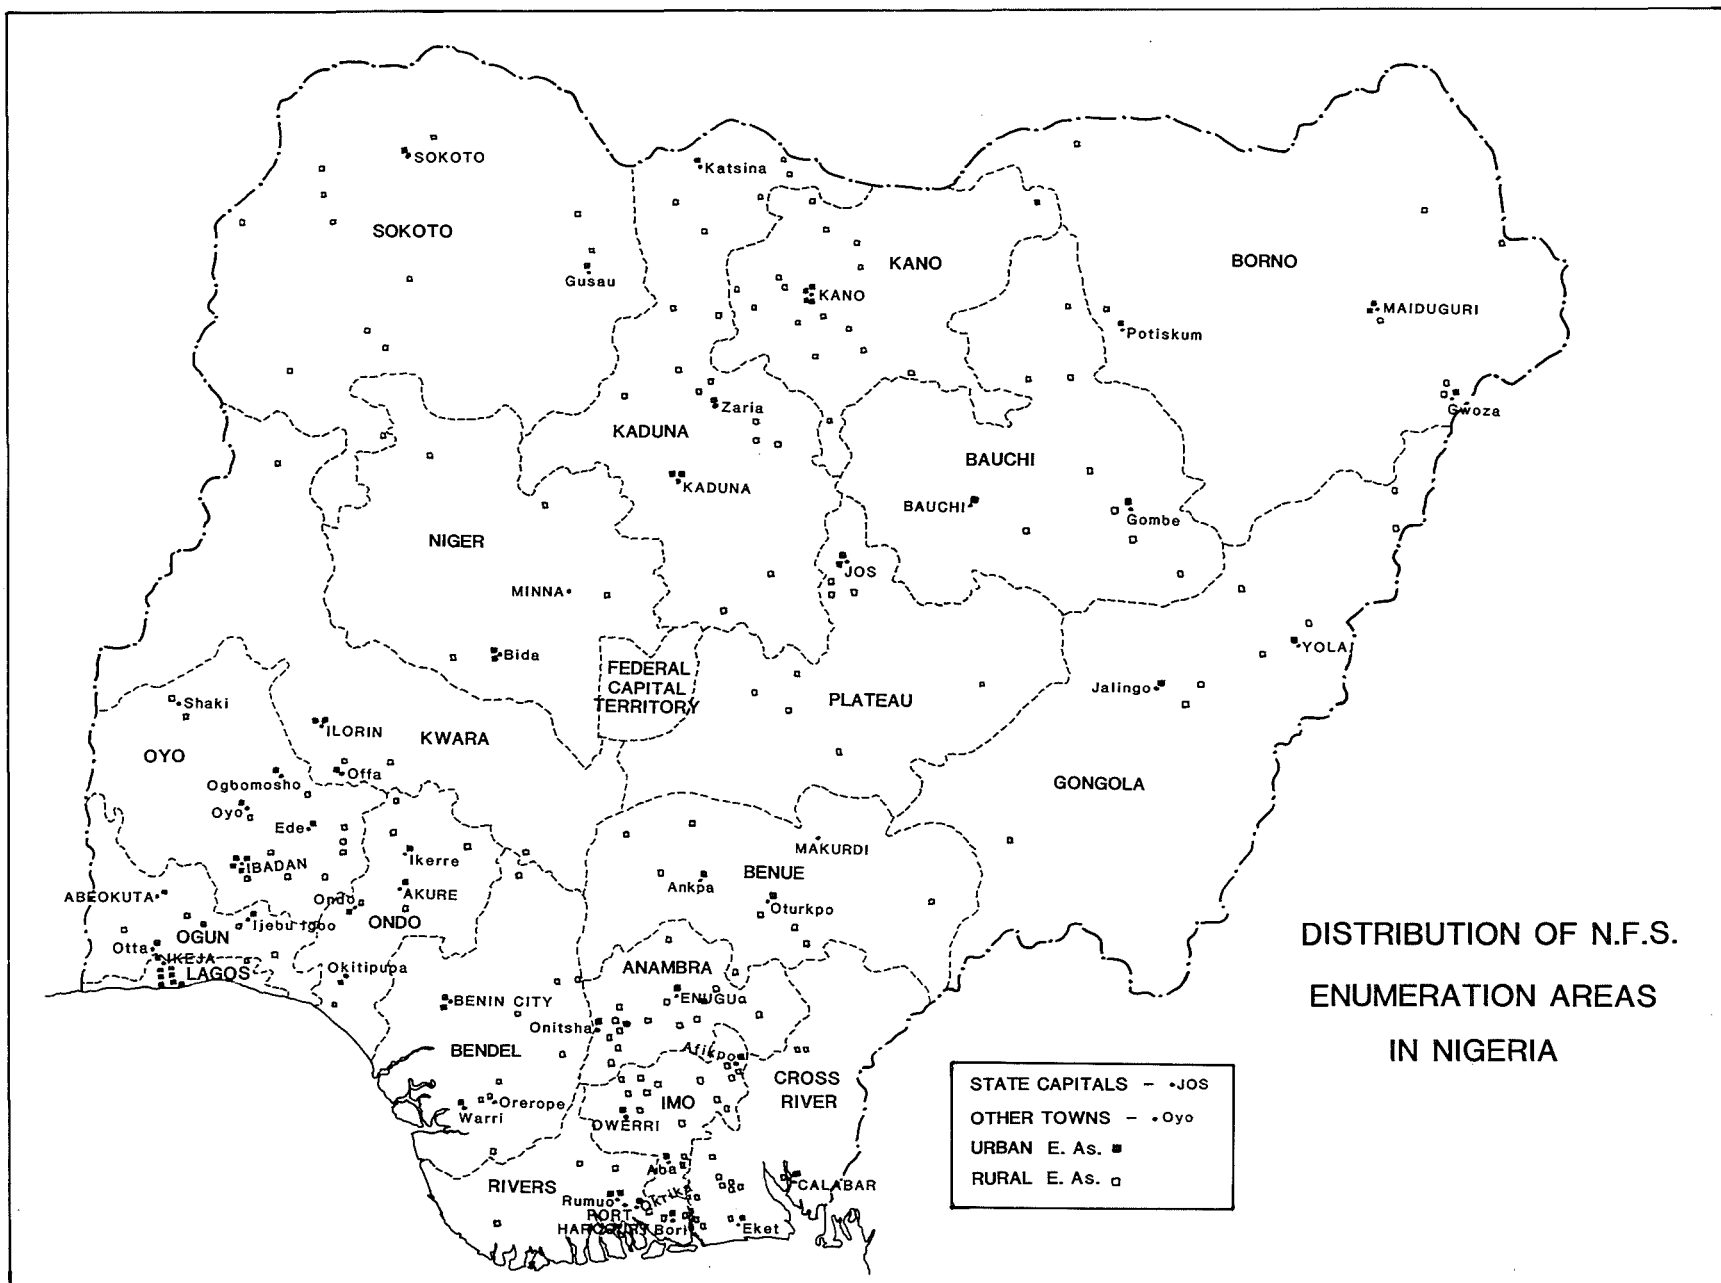 SOKOTO
Katsina
SOKOTO
Gusau
KANO
KANO
BORNO
MAIDUGURI
Potiskum
Gwoza
Zaria
KADUNA
KADUNA
BAUCHI
BAUCHI
Gombe
NIGER
MINNA
JOS
Bida
FEDERAL
CAPITAL
TERRITORY
YOLA
Jalingo
PLATEAU
Shaki
ILORIN
KWARA
OYO
Offa
Ogbomosho
GONGOLA
Oyo
Ede
IBADAN
Ikerre
MAKURDI
BENUE
Ankpa
Oturkpo
ABEOKUTA
Ondo
AKURE
ONDO
Ijebu Igbo
OGUN
Otta
IKEJA
LAGOS
Okitipupa
ANAMBRA
ENUGU
BENIN CITY
Onitsha
BENDEL
Afikpo
CROSS
RIVER
IMO
OWERRI
Orerope
Warri
Aba
RIVERS
CALABAR
Rumuo
Okrika
PORT
HARCOURT
Bori
Eket
DISTRIBUTION OF N.F.S.
ENUMERATION AREAS
IN NIGERIA
STATE CAPITALS - JOS
OTHER TOWNS - Oyo
URBAN E. As.
RURAL E. As.